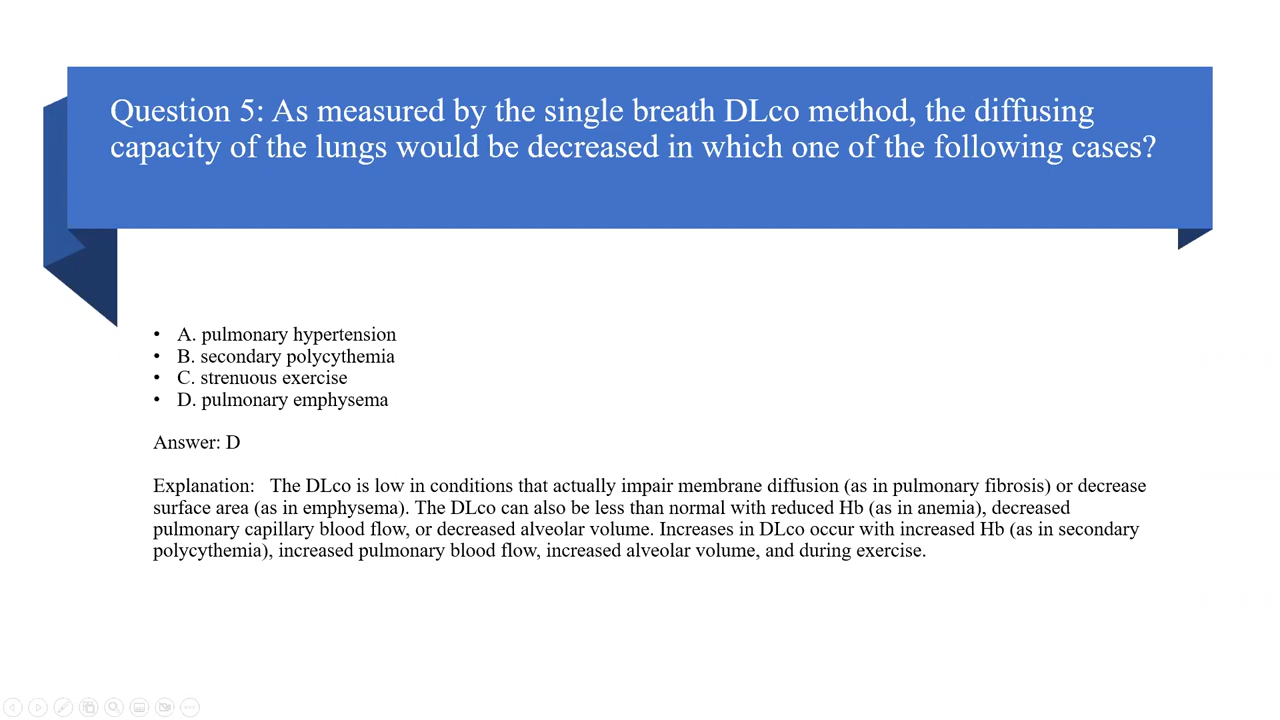 Question 5: As measured by the single breath DLco method, the diffusing
capacity of the lungs would be decreased in which one of the following cases?
• A. pulmonary hypertension
• B. secondary polycythemia
• C. strenuous exercise
• D. pulmonary emphysema
Answer: D
Explanation: The DLco is low in conditions that actually impair membrane diffusion (as in pulmonary fibrosis) or decrease
surface area (as in emphysema). The DLco can also be less than normal with reduced Hb (as in anemia), decreased
pulmonary capillary blood flow, or decreased alveolar volume. Increases in DLco occur with increased Hb (as in secondary
polycythemia), increased pulmonary blood flow, increased alveolar volume, and during exercise.